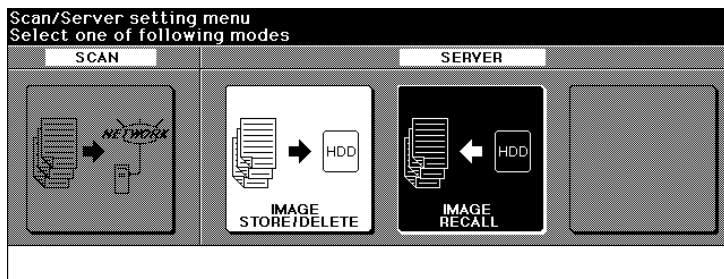 Scan/Server setting menu
Select one of following modes
SCAN
SERVER
NETWORK
HDD
IMAGE
STORE/DELETE
HDD
IMAGE
RECALL